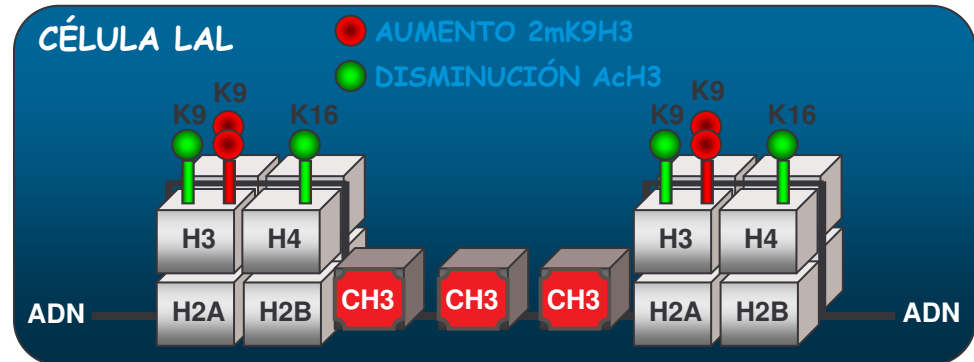 CÉLULA LAL
AUMENTO 2mK9H3
DISMINUCIÓN AcH3
K9 K9 K16 K9 K9 K16
H3 H4 H3 H4
CH3 CH3 CH3
ADN H2A H2B H2A H2B ADN